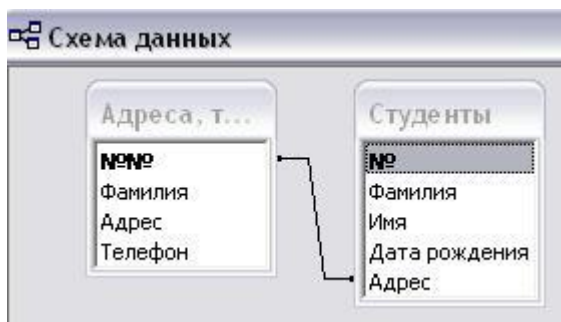 Схема данных
Адреса, т...
№№
Фамилия
Адрес
Телефон
Студенты
№
Фамилия
Имя
Дата рождения
Адрес